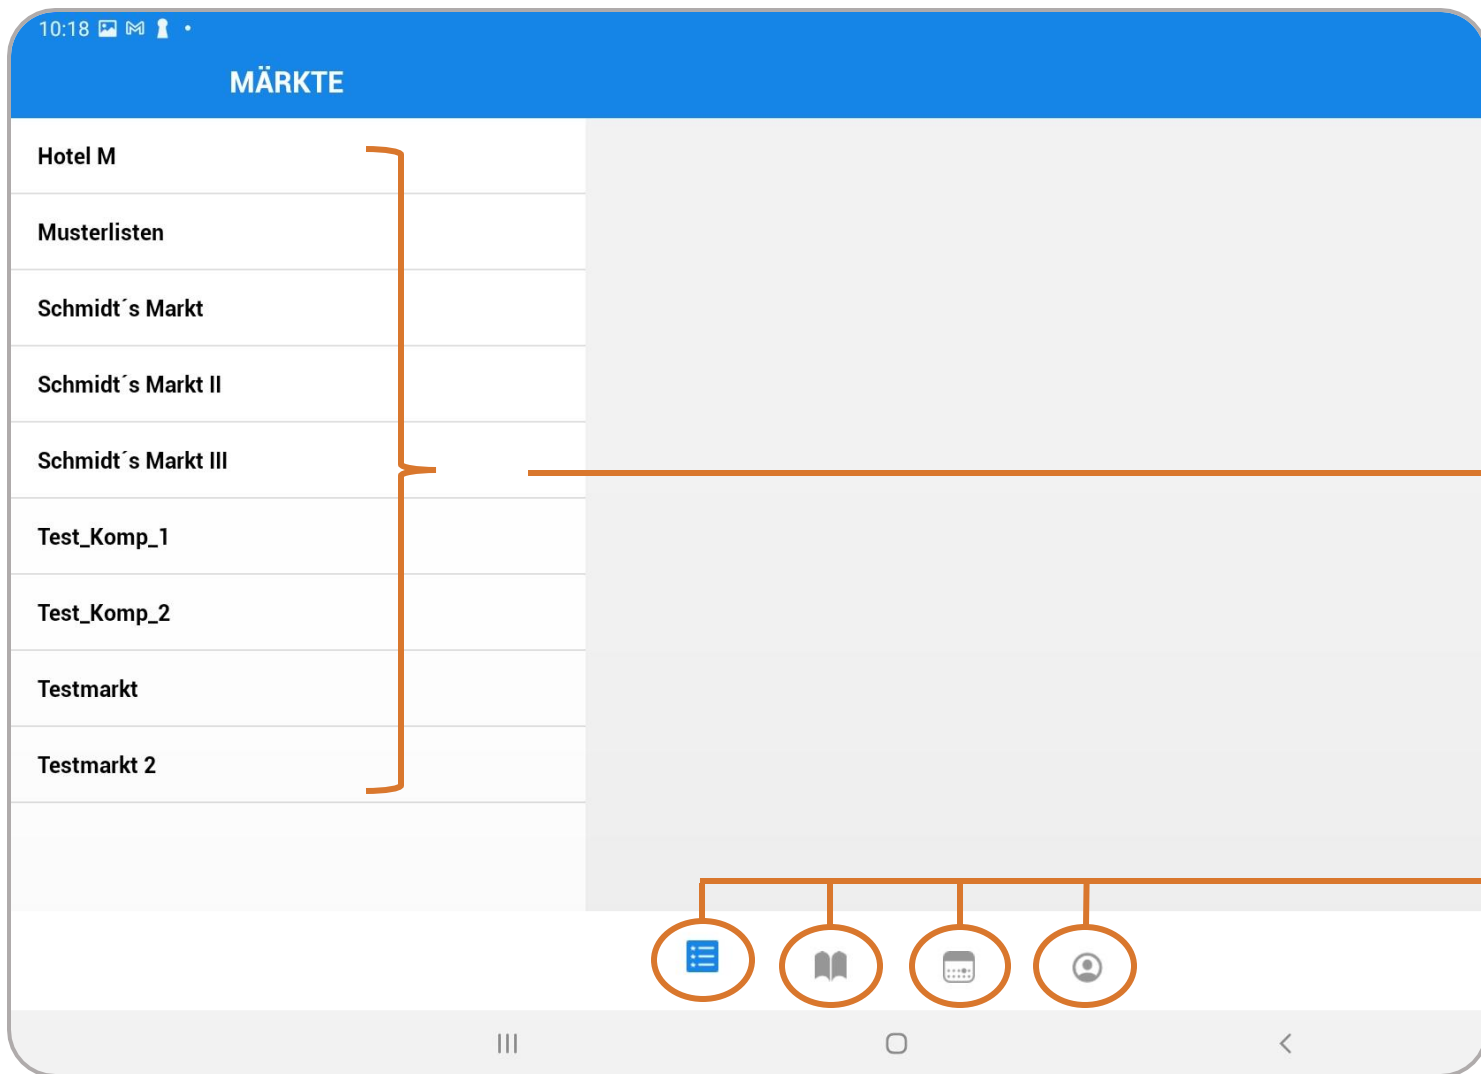 10:18
MÄRKTE
Hotel M
Musterlisten
Schmidt´s Markt
Schmidt´s Markt II
Schmidt´s Markt III
Test_Komp_1
Test_Komp_2
Testmarkt
Testmarkt 2